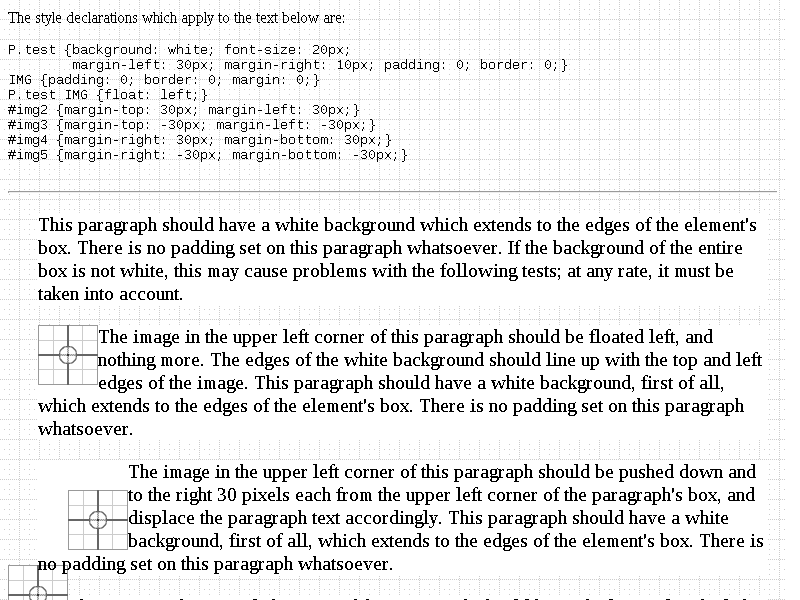 The style declarations which apply to the text below are:
P.test {background: white; font-size: 20px;
margin-left: 30px; margin-right: 10px; padding: 0; border: 0;}
IMG {padding: 0; border: 0; margin: 0;}
P.test IMG {float: left;}
#img2 {margin-top: 30px; margin-left: 30px;}
#img3 {margin-top: -30px; margin-left: -30px;}
#img4 {margin-right: 30px; margin-bottom: 30px;}
#img5 {margin-right: -30px; margin-bottom: -30px;}
This paragraph should have a white background which extends to the edges of the element's
box. There is no padding set on this paragraph whatsoever. If the background of the entire
box is not white, this may cause problems with the following tests; at any rate, it must be
taken into account.
The image in the upper left corner of this paragraph should be floated left, and
nothing more. The edges of the white background should line up with the top and left
edges of the image. This paragraph should have a white background, first of all,
which extends to the edges of the element's box. There is no padding set on this paragraph
whatsoever.
The image in the upper left corner of this paragraph should be pushed down and
to the right 30 pixels each from the upper left corner of the paragraph's box, and
displace the paragraph text accordingly. This paragraph should have a white
background, first of all, which extends to the edges of the element's box. There is
no padding set on this paragraph whatsoever.